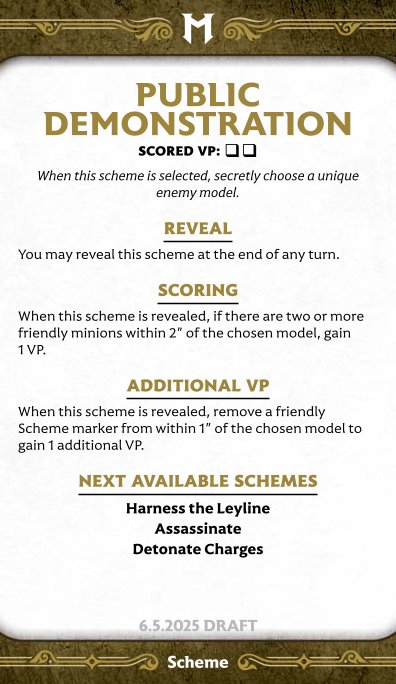 M
PUBLIC
DEMONSTRATION
SCORED VP: ❏ ❏
When this scheme is selected, secretly choose a unique
enemy model.
REVEAL
You may reveal this scheme at the end of any turn.
SCORING
When this scheme is revealed, if there are two or more
friendly minions within 2″ of the chosen model, gain
1 VP.
ADDITIONAL VP
When this scheme is revealed, remove a friendly
Scheme marker from within 1″ of the chosen model to
gain 1 additional VP.
NEXT AVAILABLE SCHEMES
Harness the Leyline
Assassinate
Detonate Charges
6.5.2025 DRAFT
Scheme